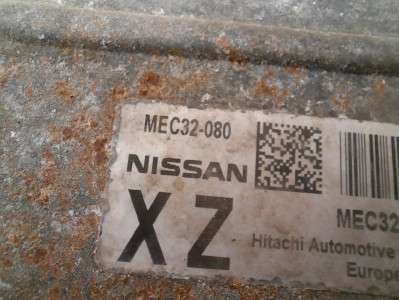 MEC32-080
NISSAN
XZ
MEC32
Hitachi Automotive
Europe